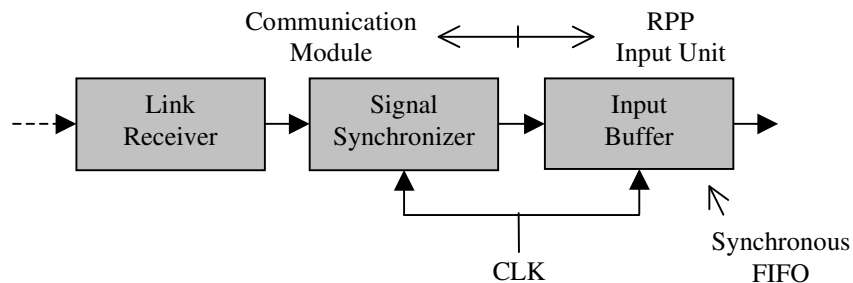 Communication
Module
RPP
Input Unit
Link
Receiver
Signal
Synchronizer
Input
Buffer
CLK
Synchronous
FIFO